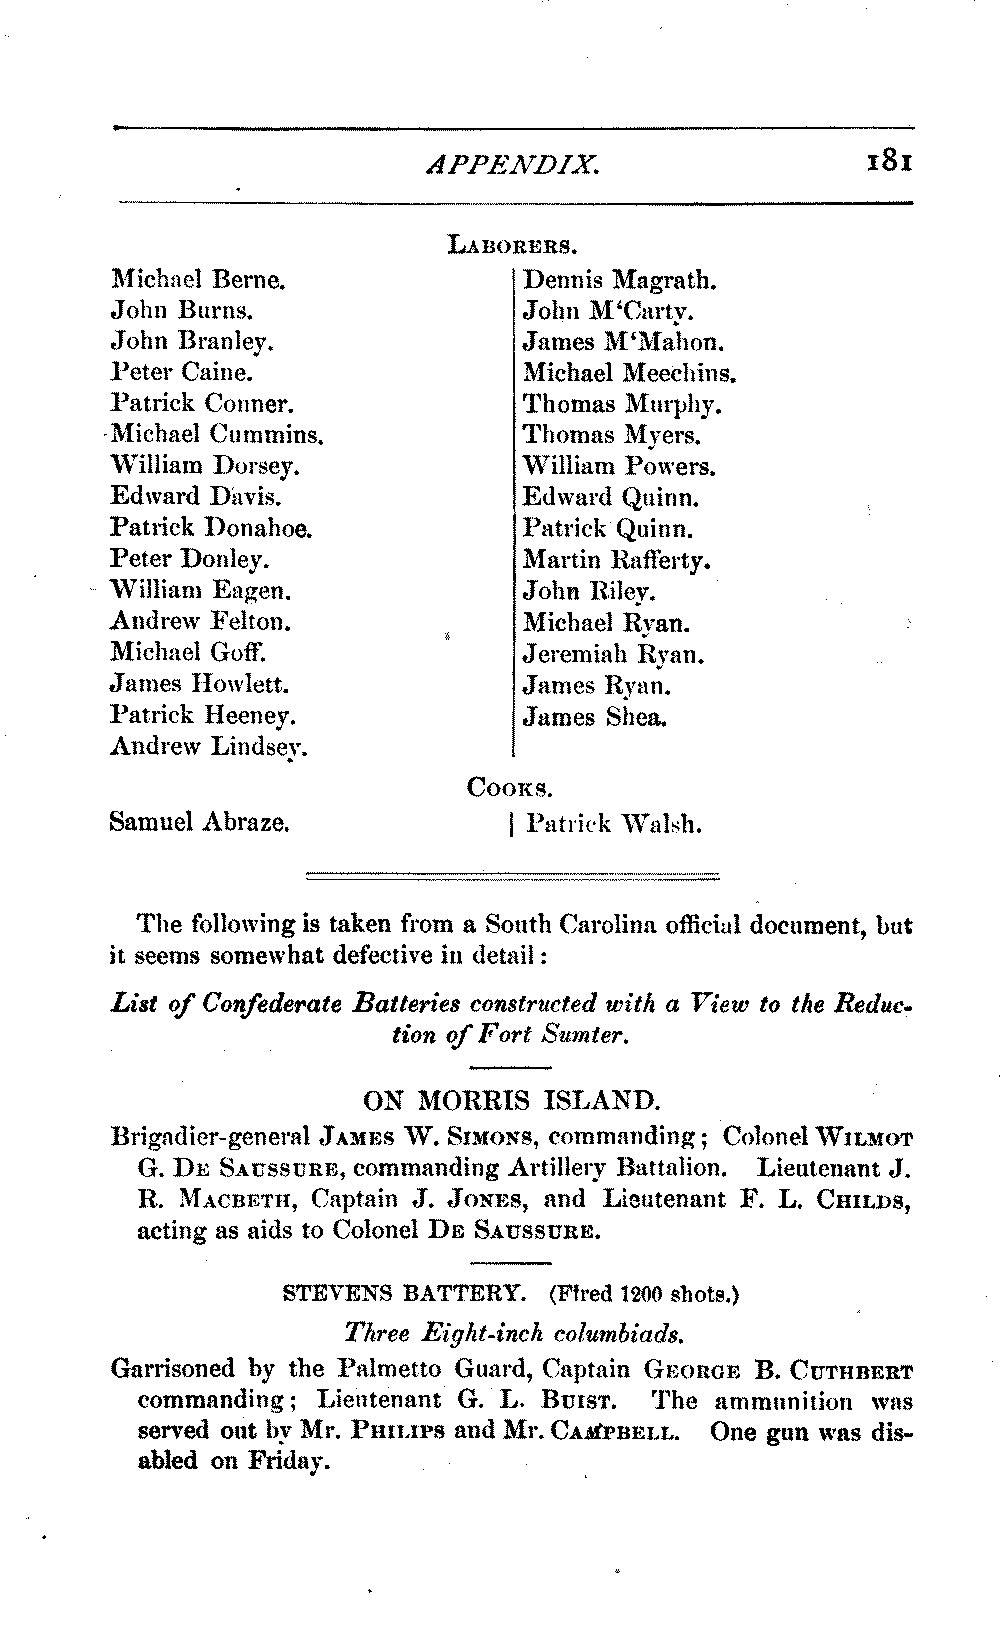 APPENDIX. 181
LABORERS.
Michael Berne.
John Burns.
John Branley.
Peter Caine.
Patrick Conner.
Michael Cummins.
William Dorsey.
Edward Davis.
Patrick Donahoe.
Peter Donley.
William Eagen.
Andrew Felton.
Michael Goff.
James Howlett.
Patrick Heeney.
Andrew Lindsey.
Dennis Magrath.
John M‘Carty.
James M‘Mahon.
Michael Meechins.
Thomas Murphy.
Thomas Myers.
William Powers.
Edward Quinn.
Patrick Quinn.
Martin Rafferty.
John Riley.
Michael Ryan.
Jeremiah Ryan.
James Ryan.
James Shea.
COOKS.
Samuel Abraze.
Patrick Walsh.
The following is taken from a South Carolina official document, but
it seems somewhat defective in detail:
List of Confederate Batteries constructed with a View to the Reduc-
tion of Fort Sumter.
ON MORRIS ISLAND.
Brigadier-general JAMES W. SIMONS, commanding; Colonel WILMOT
G. DE SAUSSURE, commanding Artillery Battalion. Lieutenant J.
R. MACBETH, Captain J. JONES, and Lieutenant F. L. CHILDS,
acting as aids to Colonel DE SAUSSURE.
STEVENS BATTERY. (Fired 1200 shots.)
Three Eight-inch columbiads.
Garrisoned by the Palmetto Guard, Captain GEORGE B. CUTHBERT
commanding; Lieutenant G. L. BUIST. The ammunition was
served out by Mr. PHILIPS and Mr. CAMPBELL. One gun was dis-
abled on Friday.